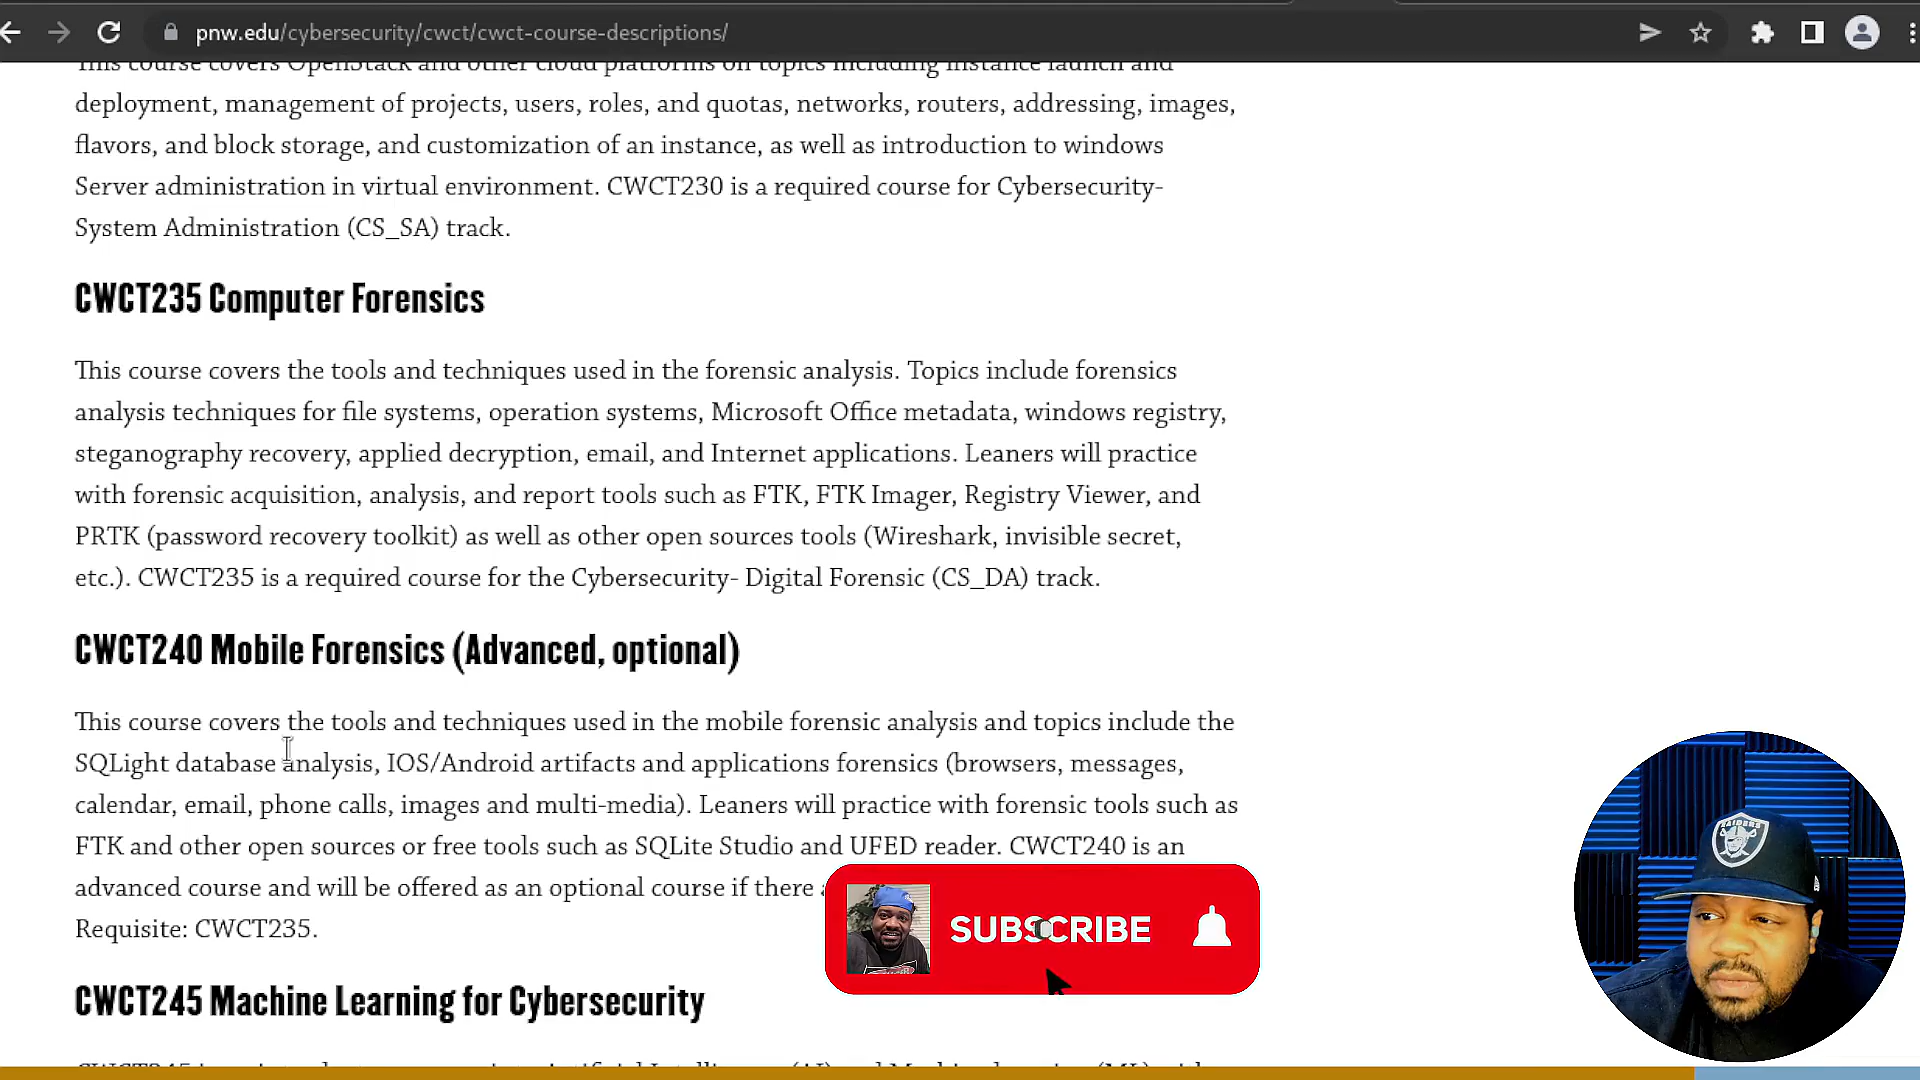 pnw.edu/cybersecurity/cwct/cwct-course-descriptions/
This course covers OpenStack and other cloud platforms on topics including instance launch and
deployment, management of projects, users, roles, and quotas, networks, routers, addressing, images,
flavors, and block storage, and customization of an instance, as well as introduction to windows
Server administration in virtual environment. CWCT230 is a required course for Cybersecurity-
System Administration (CS_SA) track.
CWCT235 Computer Forensics
This course covers the tools and techniques used in the forensic analysis. Topics include forensics
analysis techniques for file systems, operation systems, Microsoft Office metadata, windows registry,
steganography recovery, applied decryption, email, and Internet applications. Leaners will practice
with forensic acquisition, analysis, and report tools such as FTK, FTK Imager, Registry Viewer, and
PRTK (password recovery toolkit) as well as other open sources tools (Wireshark, invisible secret,
etc.). CWCT235 is a required course for the Cybersecurity- Digital Forensic (CS_DA) track.
CWCT240 Mobile Forensics (Advanced, optional)
This course covers the tools and techniques used in the mobile forensic analysis and topics include the
SQLight database analysis, IOS/Android artifacts and applications forensics (browsers, messages,
calendar, email, phone calls, images and multi-media). Leaners will practice with forensic tools such as
FTK and other open sources or free tools such as SQLite Studio and UFED reader. CWCT240 is an
advanced course and will be offered as an optional course if there
Requisite: CWCT235.
SUBSCRIBE
RAIDERS
CWCT245 Machine Learning for Cybersecurity